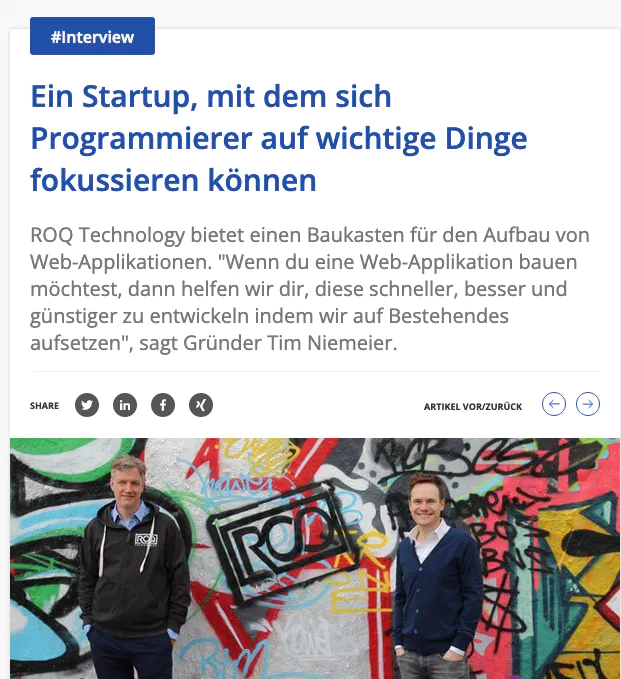 #Interview
Ein Startup, mit dem sich
Programmierer auf wichtige Dinge
fokussieren können
ROQ Technology bietet einen Baukasten für den Aufbau von
Web-Applikationen. "Wenn du eine Web-Applikation bauen
möchtest, dann helfen wir dir, diese schneller, besser und
günstiger zu entwickeln indem wir auf Bestehendes
aufsetzen", sagt Gründer Tim Niemeier.
SHARE
ARTIKEL VOR/ZURÜCK
ROQ
ROQ